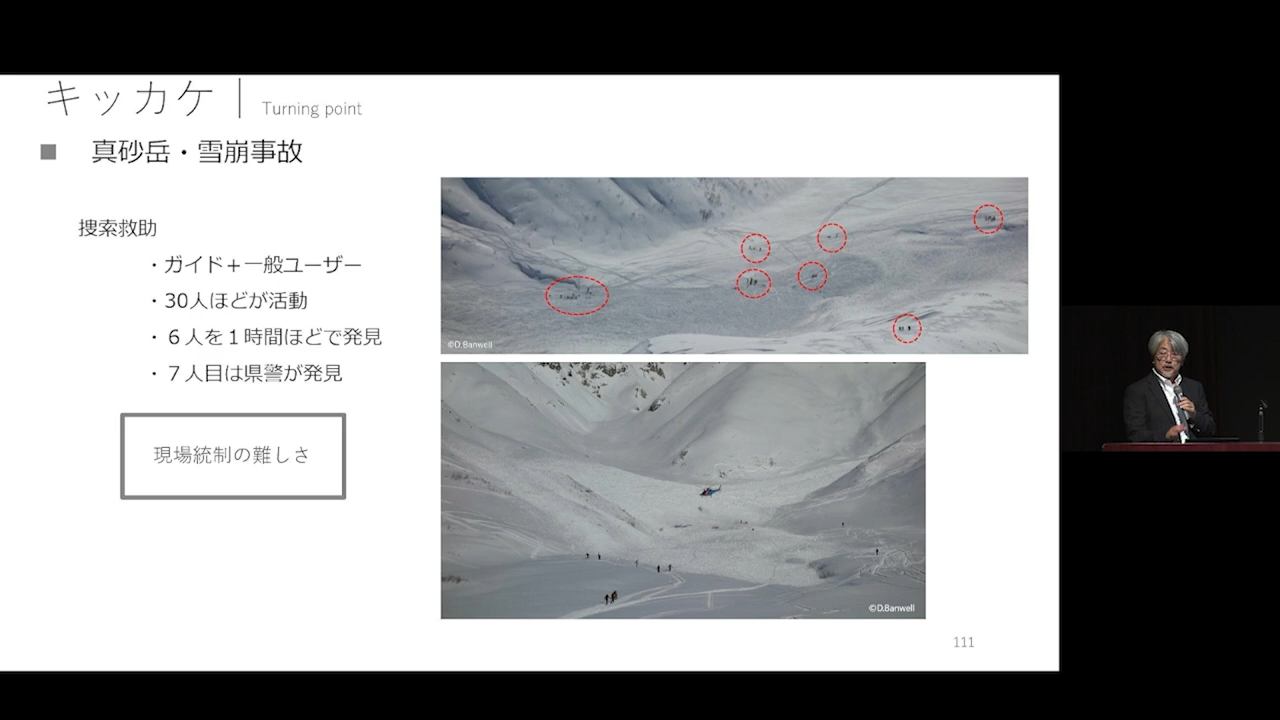 キッカケ | Turning point
■ 真砂岳・雪崩事故
捜索救助
・ガイド＋一般ユーザー
・30人ほどが活動
・６人を１時間ほどで発見
・７人目は県警が発見
現場統制の難しさ
©D.Banwell
©D.Banwell
111